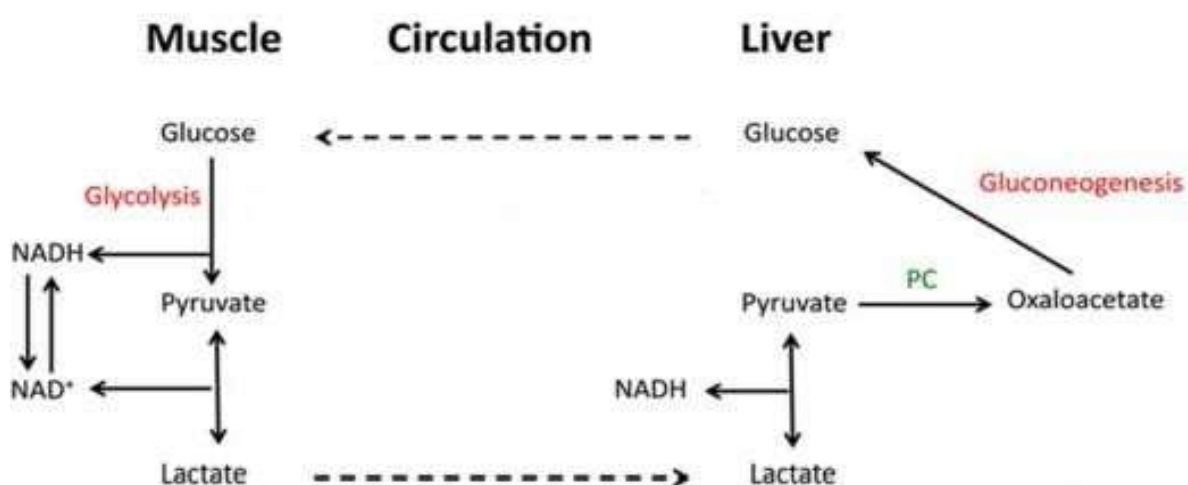 Muscle Circulation Liver
Glucose Glucose
Glycolysis Gluconeogenesis
NADH
Pyruvate Pyruvate PC Oxaloacetate
NAD⁺ NADH
Lactate Lactate